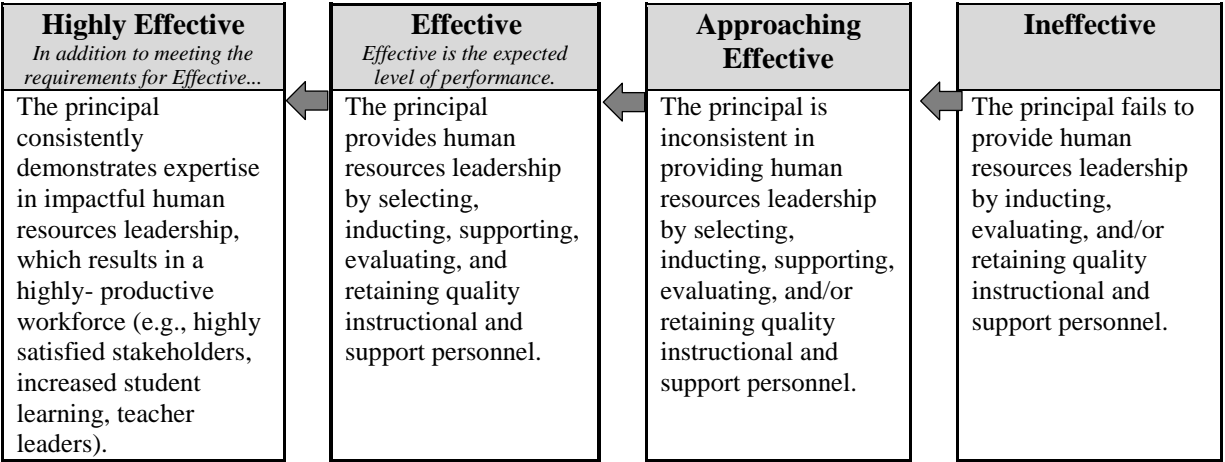 Highly Effective
In addition to meeting the
requirements for Effective...
The principal
consistently
demonstrates expertise
in impactful human
resources leadership,
which results in a
highly- productive
workforce (e.g., highly
satisfied stakeholders,
increased student
learning, teacher
leaders).
Effective
Effective is the expected
level of performance.
The principal
provides human
resources leadership
by selecting,
inducting, supporting,
evaluating, and
retaining quality
instructional and
support personnel.
Approaching
Effective
The principal is
inconsistent in
providing human
resources leadership
by selecting,
inducting, supporting,
evaluating, and/or
retaining quality
instructional and
support personnel.
Ineffective
The principal fails to
provide human
resources leadership
by inducting,
evaluating, and/or
retaining quality
instructional and
support personnel.